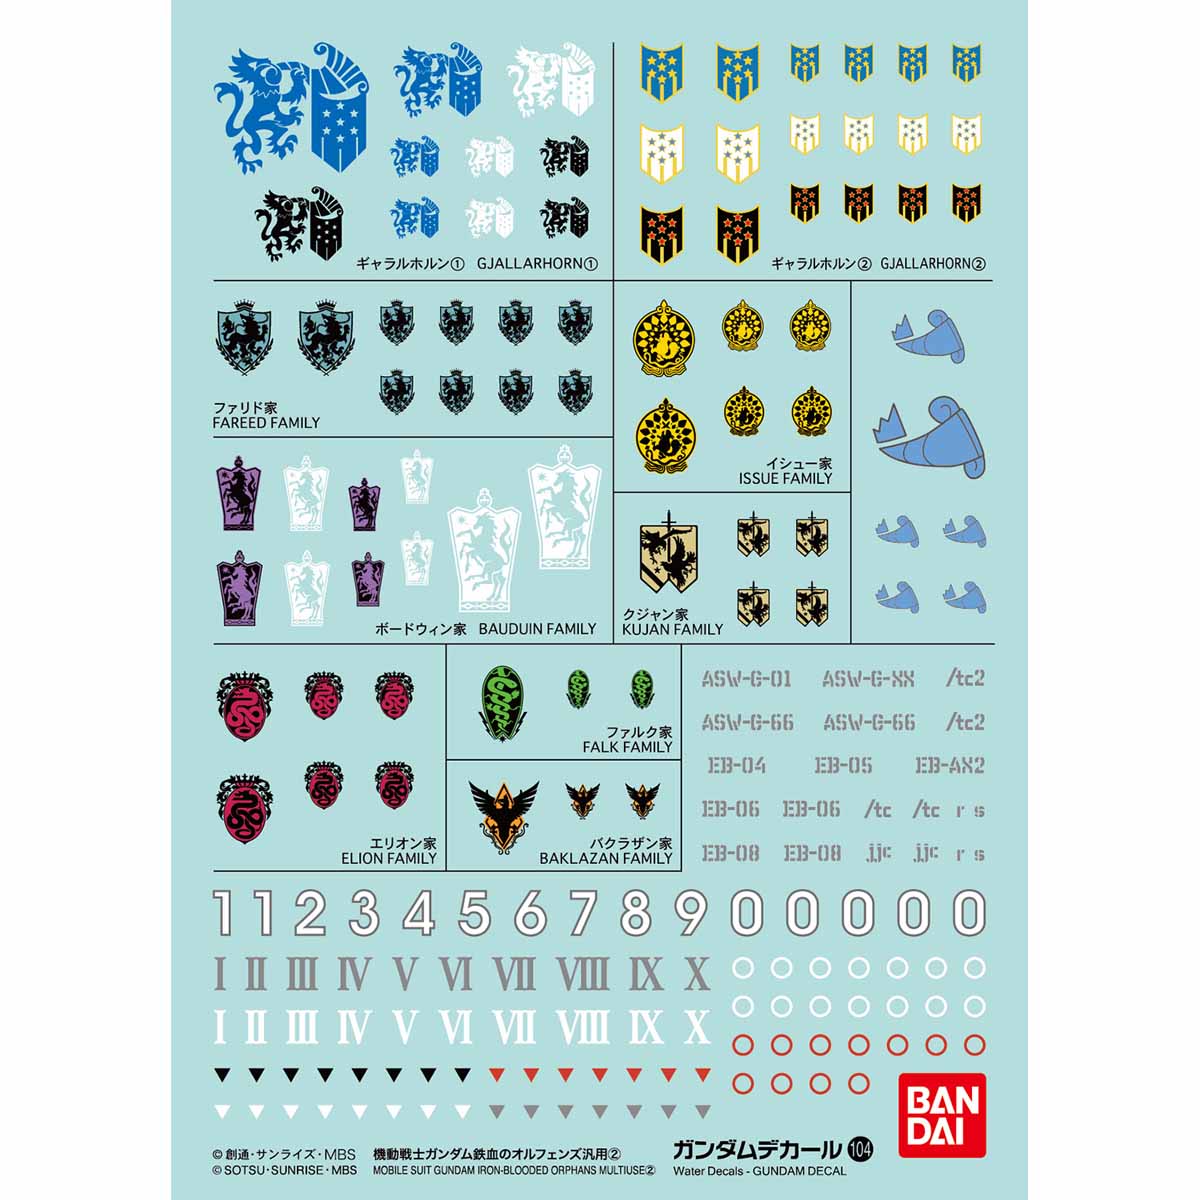 ギャラルホルン① GJALLARHORN①
ギャラルホルン② GJALLARHORN②
ファリド家
FAREED FAMILY
イシュー家
ISSUE FAMILY
ボードウィン家 BAUDUIN FAMILY
クジャン家
KUJAN FAMILY
エリオン家
ELION FAMILY
ファルク家
FALK FAMILY
バクラザン家
BAKLAZAN FAMILY
ASW-G-01 ASW-G-XX /tc2
ASW-G-66 ASW-G-66 /tc2
EB-04 EB-05 EB-AX2
EB-06 EB-06 /tc /tc r s
EB-08 EB-08 jjc jjc r s
1 1 2 3 4 5 6 7 8 9 0 0 0 0 0
I II III IV V VI VII VIII IX X
I II III IV V VI VII VIII IX X
BAN
DAI
© 創通・サンライズ・MBS 機動戦士ガンダム鉄血のオルフェンズ汎用② ガンダムデカール 104
© SOTSU・SUNRISE・MBS MOBILE SUIT GUNDAM IRON-BLOODED ORPHANS MULTIUSE② Water Decals - GUNDAM DECAL